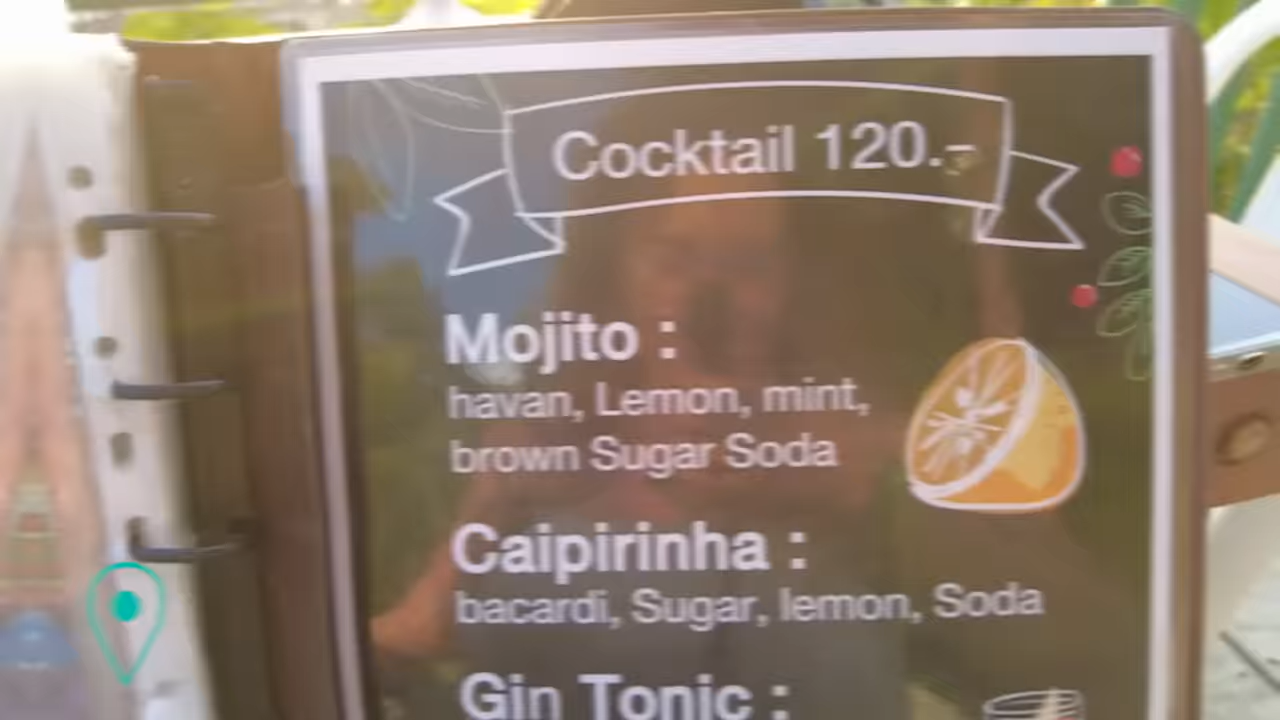 Cocktail 120.-
Mojito :
havan, Lemon, mint,
brown Sugar Soda
Caipirinha :
bacardi, Sugar, lemon, Soda
Gin Tonic :